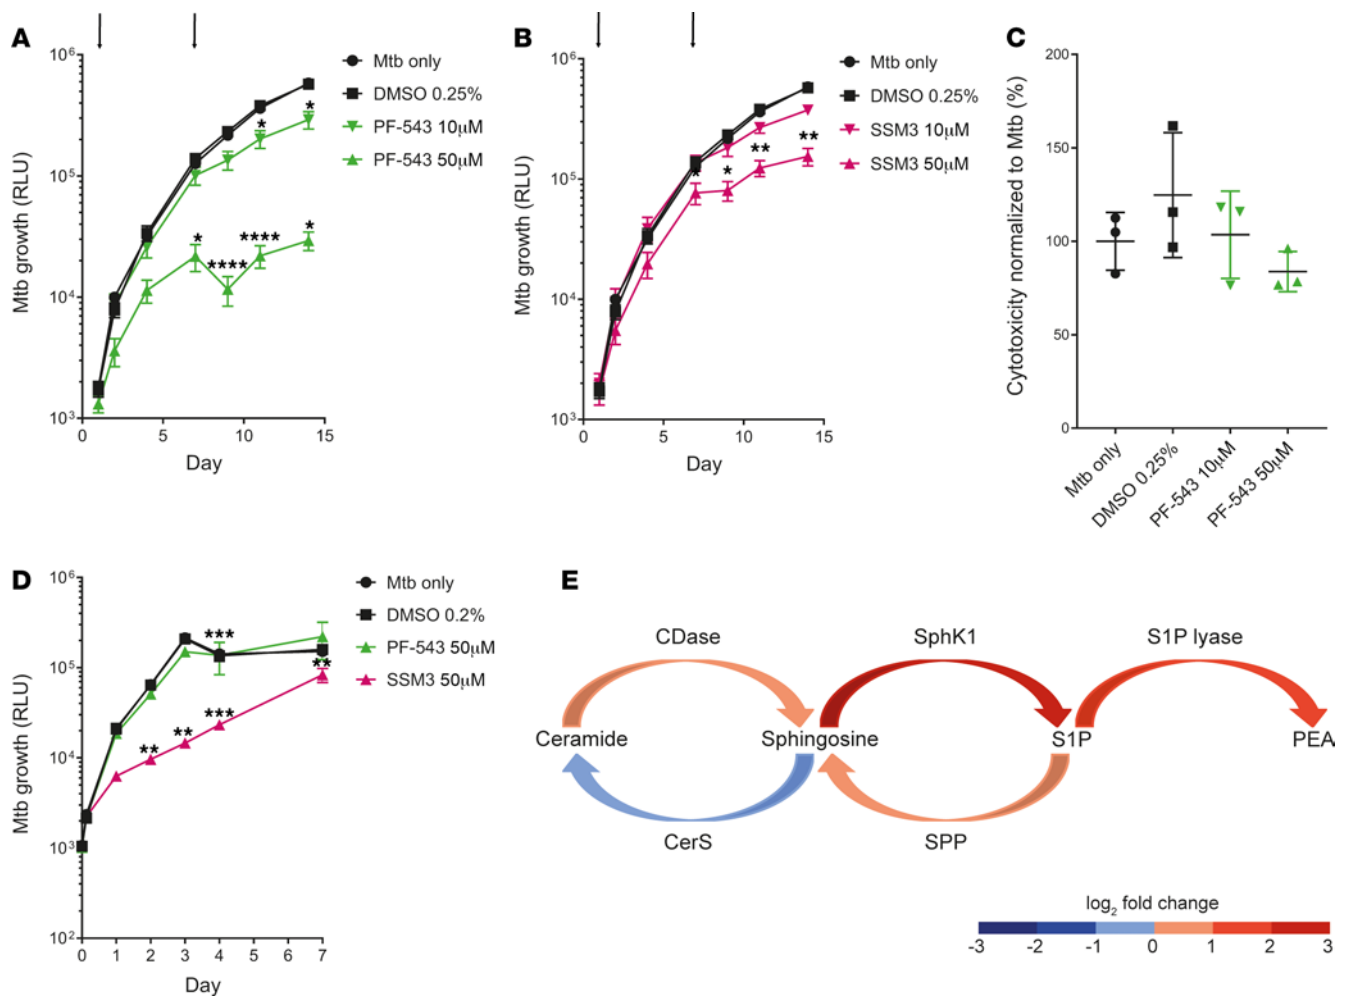 A
10⁶
10⁵
10⁴
10³
0
5
10
15
Mtb growth (RLU)
Day
Mtb only
DMSO 0.25%
PF-543 10μM
PF-543 50μM
*
*
*
****
****
*
B
10⁶
10⁵
10⁴
10³
0
5
10
15
Mtb growth (RLU)
Day
Mtb only
DMSO 0.25%
SSM3 10μM
SSM3 50μM
*
*
**
**
C
200
150
100
50
0
Cytotoxicity normalized to Mtb (%)
Mtb only
DMSO 0.25%
PF-543 10μM
PF-543 50μM
D
10⁶
10⁵
10⁴
10³
10²
0 1 2 3 4 5 6 7
Mtb growth (RLU)
Day
Mtb only
DMSO 0.2%
PF-543 50μM
SSM3 50μM
***
**
**
**
***
E
CDase
SphK1
S1P lyase
Ceramide
Sphingosine
S1P
PEA
CerS
SPP
log₂ fold change
-3 -2 -1 0 1 2 3